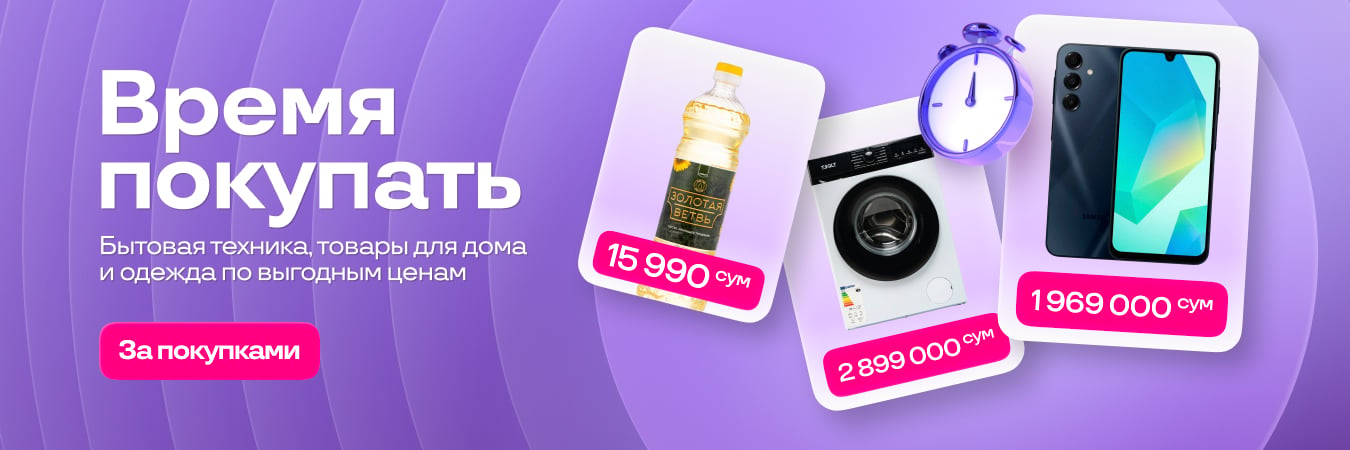 Время
покупать
Бытовая техника, товары для дома
и одежда по выгодным ценам
За покупками
ЗОЛОТАЯ
ВЕТВЬ
15 990 сум
2 899 000 сум
SAMSUNG
1 969 000 сум